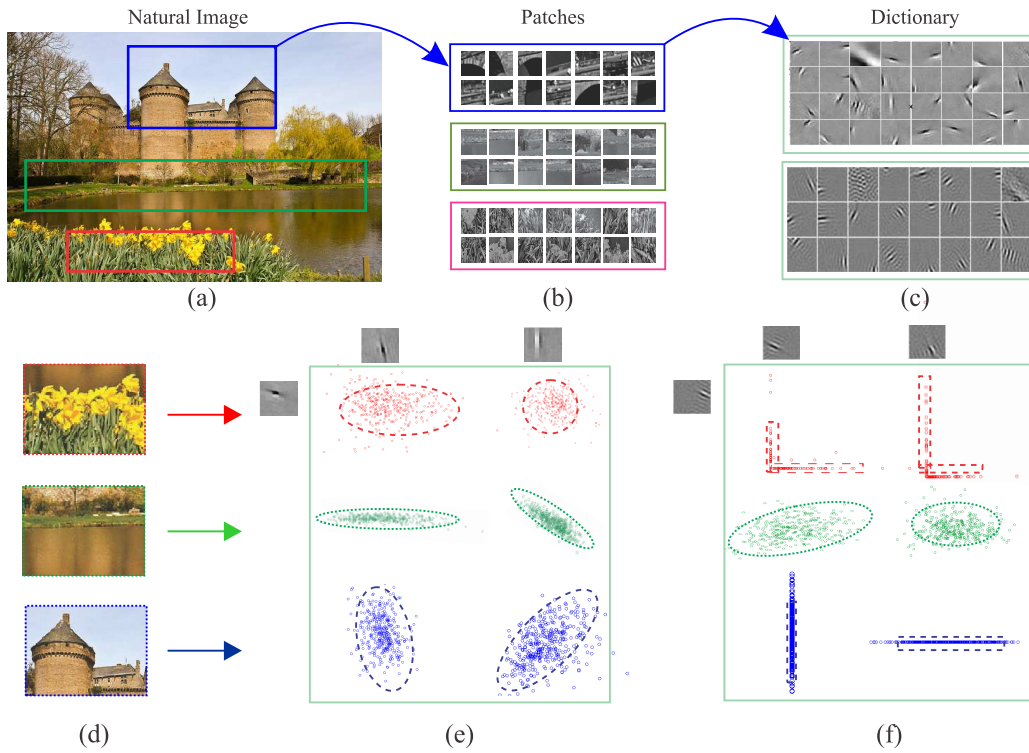 Natural Image
Patches
Dictionary
(a)
(b)
(c)
(d)
(e)
(f)